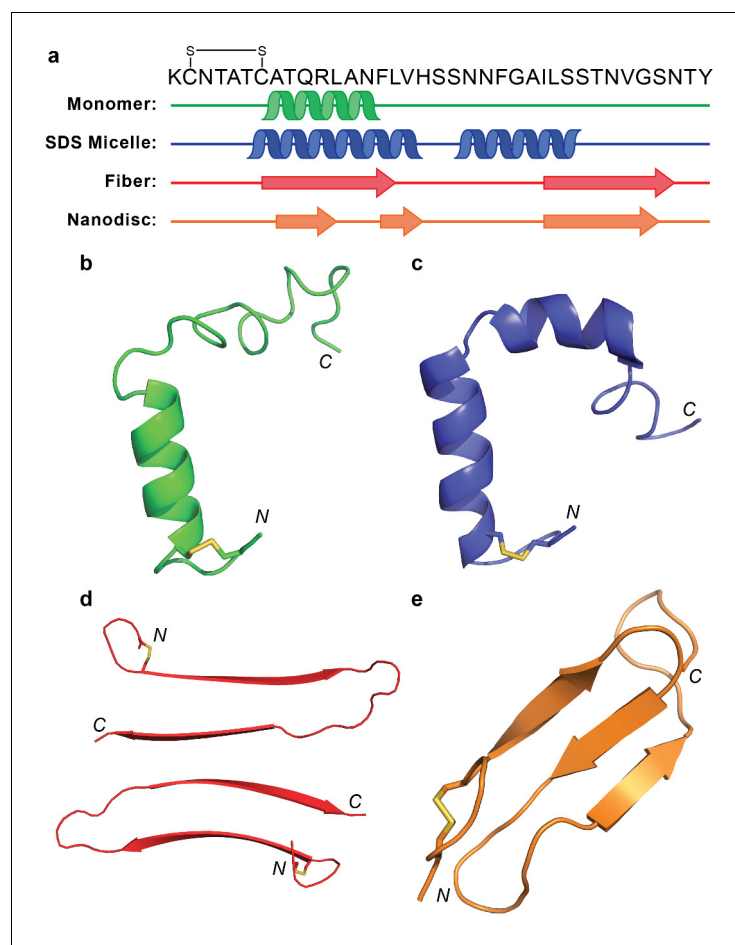 a
S S
KCNTATCATQRLANFLVHSSNNFGAILSSTNVGSNTY
Monomer:
SDS Micelle:
Fiber:
Nanodisc:
b
c
C
C
N
N
d
e
N
C
C
C
N
N